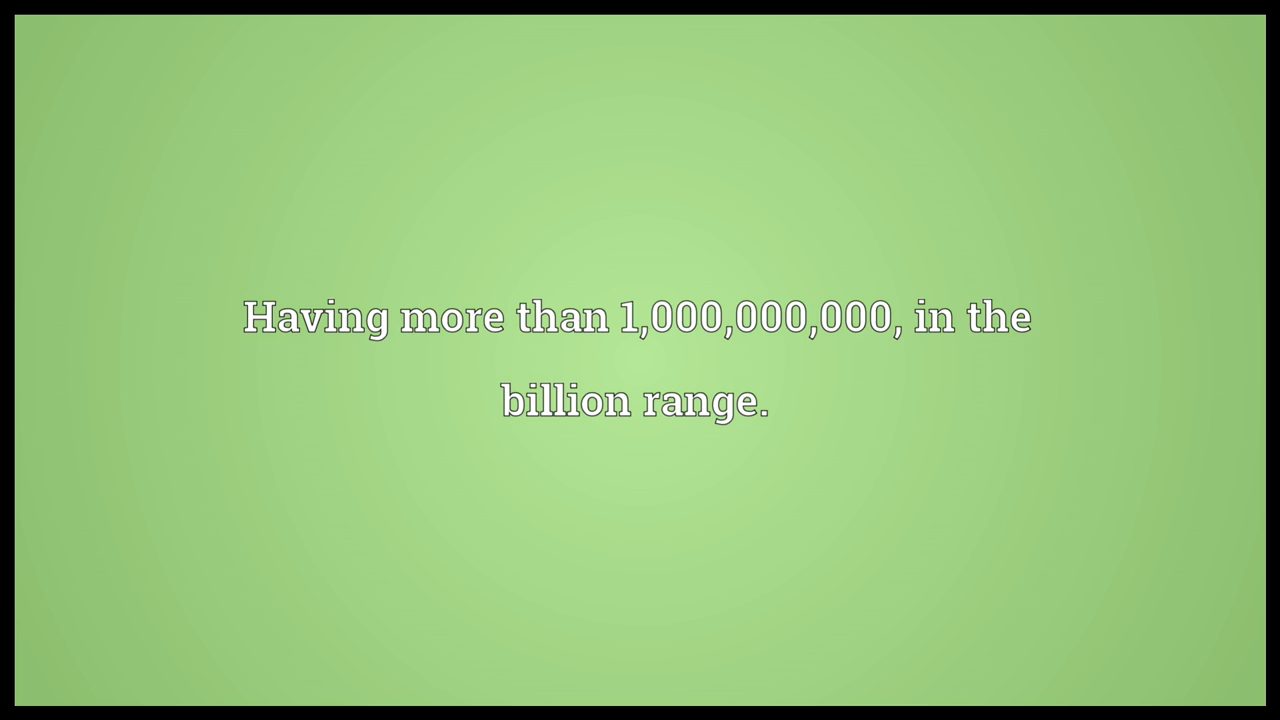 Having more than 1,000,000,000, in the
billion range.